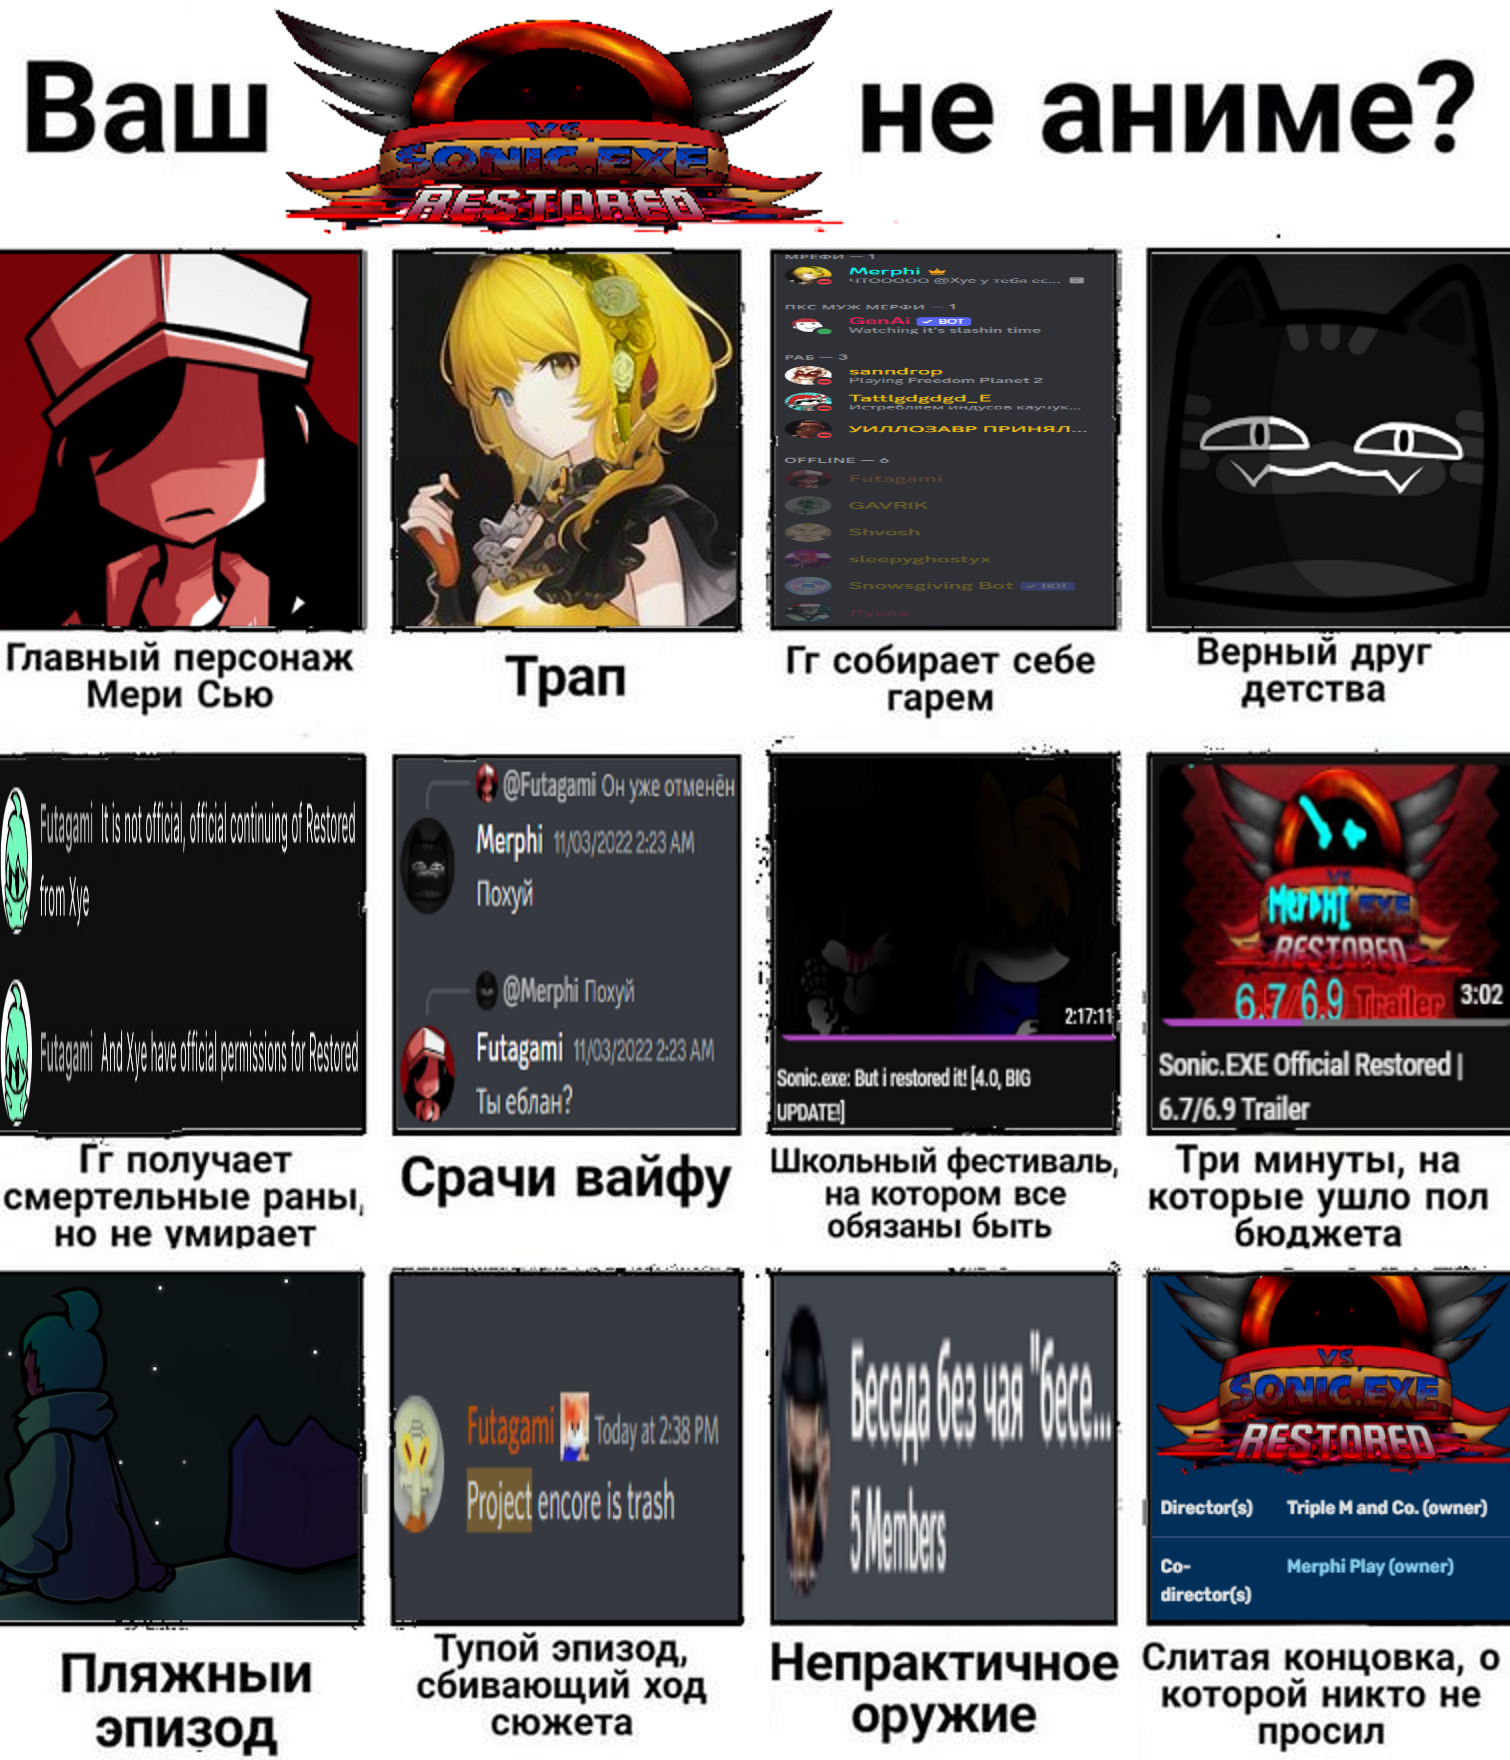 Ваш
VS.
SONIC.EXE
RESTORED
не аниме?
МРЕФИ — 1
Merphi
ЧТООООО @Xye у тебя ес...
ПКС МУЖ МЕРФИ — 1
GenAi ✓ BOT
Watching it's slashin time
РАБ — 3
sanndrop
Playing Freedom Planet 2
Tattlgdgdgd_E
Истребляем индусов каучук...
УИЛЛОЗАВР ПРИНЯЛ...
OFFLINE — 6
Futagami
GAVRIK
Shvosh
sleepyghostyx
Snowsgiving Bot ✓ BOT
Луккз
Главный персонаж
Мери Сью
Трап
Гг собирает себе
гарем
Верный друг
детства
Futagami It is not official, official continuing of Restored
from Xye
Futagami And Xye have official permissions for Restored
@Futagami Он уже отменён
Merphi 11/03/2022 2:23 AM
Похуй
@Merphi Похуй
Futagami 11/03/2022 2:23 AM
Ты еблан?
2:17:11
Sonic.exe: But i restored it! [4.0, BIG
UPDATE!]
VS.
MerPHI EXE
RESTORED
6.7/6.9 Trailer
3:02
Sonic.EXE Official Restored |
6.7/6.9 Trailer
Гг получает
смертельные раны,
но не умирает
Срачи вайфу
Школьный фестиваль,
на котором все
обязаны быть
Три минуты, на
которые ушло пол
бюджета
Futagami Today at 2:38 PM
Project encore is trash
Беседа без чая "бесе...
5 Members
VS.
SONIC.EXE
RESTORED
Director(s) Triple M and Co. (owner)
Co-
director(s) Merphi Play (owner)
Пляжныи
эпизод
Тупой эпизод,
сбивающий ход
сюжета
Непрактичное
оружие
Слитая концовка, о
которой никто не
просил